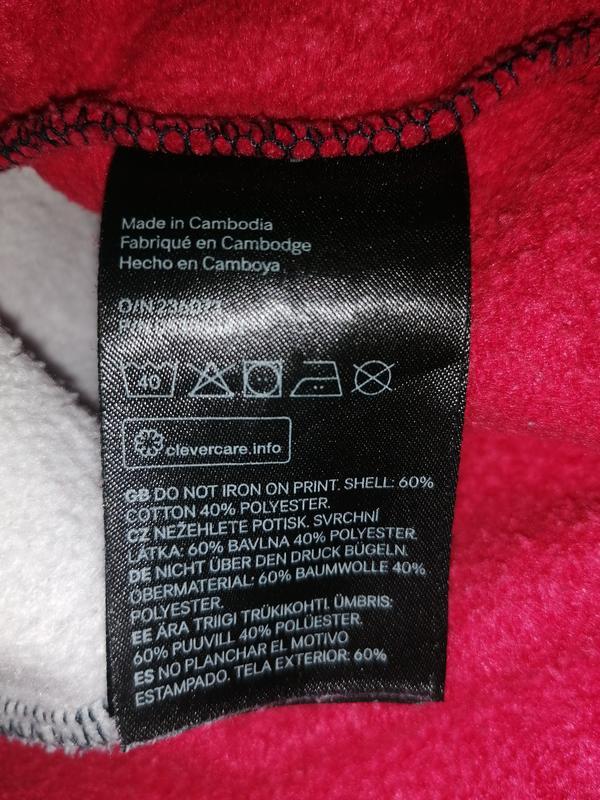 Made in Cambodia
Fabriqué en Cambodge
Hecho en Camboya
O/N
40
clevercare.info
GB DO NOT IRON ON PRINT. SHELL: 60%
COTTON 40% POLYESTER.
CZ NEŽEHLETE POTISK. SVRCHNÍ
LÁTKA: 60% BAVLNA 40% POLYESTER.
DE NICHT ÜBER DEN DRUCK BÜGELN.
OBERMATERIAL: 60% BAUMWOLLE 40%
POLYESTER.
EE ÄRA TRIIGI TRÜKIKOHTI. ÜMBRIS:
60% PUUVILL 40% POLÜESTER.
ES NO PLANCHAR EL MOTIVO
ESTAMPADO. TELA EXTERIOR: 60%